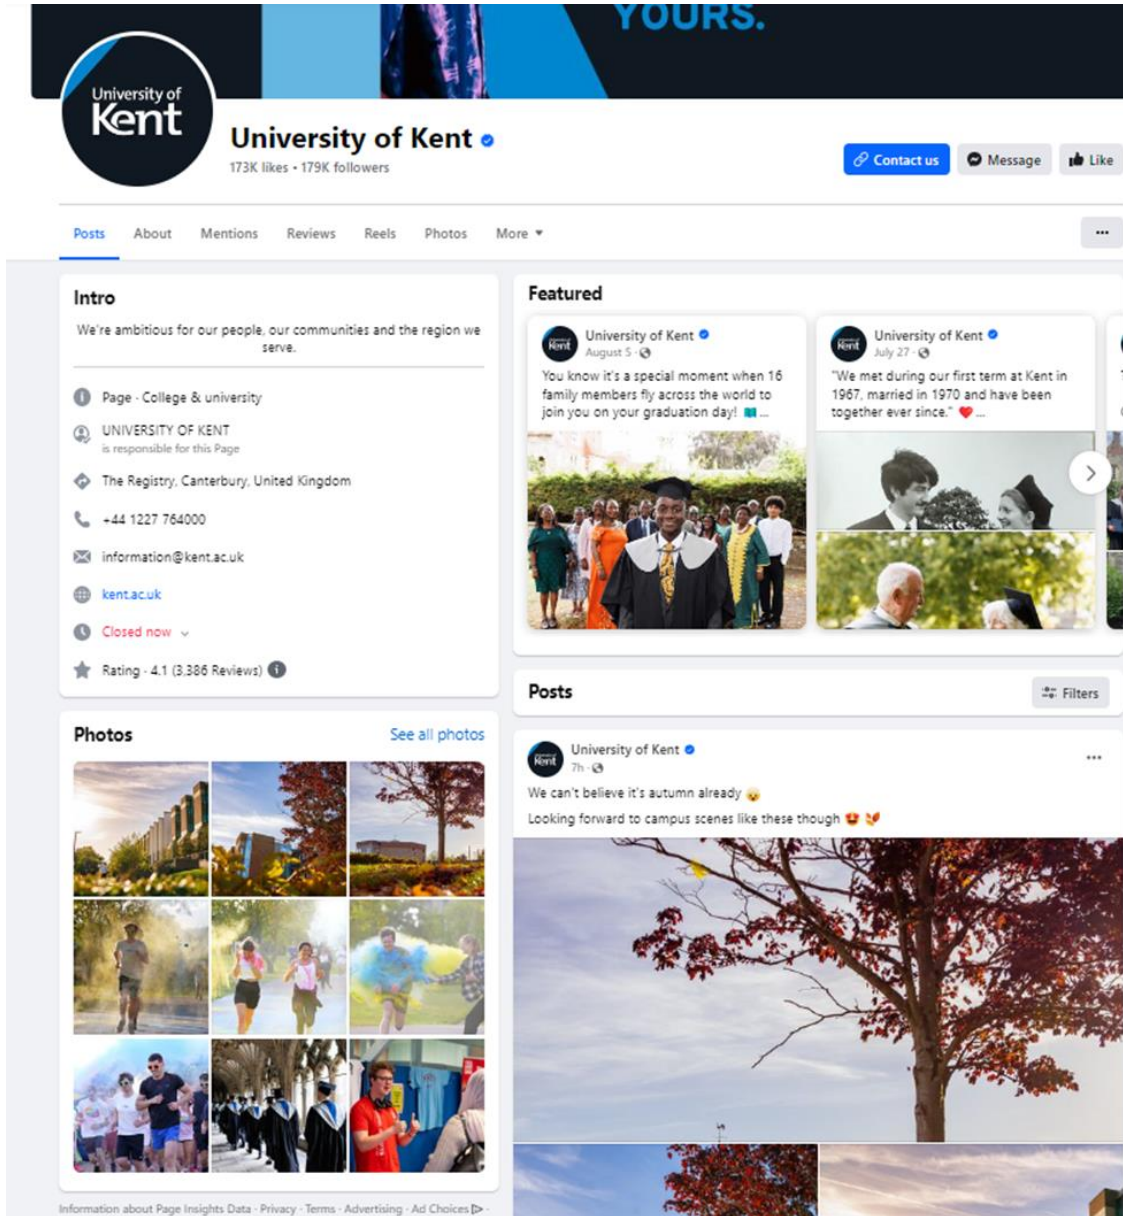 YOURS.
University of
Kent
University of Kent
173K likes • 179K followers
Contact us
Message
Like
Posts
About
Mentions
Reviews
Reels
Photos
More
Intro
We're ambitious for our people, our communities and the region we
serve.
Page · College & university
UNIVERSITY OF KENT
is responsible for this Page
The Registry, Canterbury, United Kingdom
+44 1227 764000
information@kent.ac.uk
kent.ac.uk
Closed now
Rating · 4.1 (3,386 Reviews)
Photos
See all photos
Information about Page Insights Data · Privacy · Terms · Advertising · Ad Choices
Featured
Kent
University of Kent
August 5 ·
You know it's a special moment when 16
family members fly across the world to
join you on your graduation day! 📗 ...
Kent
University of Kent
July 27 ·
"We met during our first term at Kent in
1967, married in 1970 and have been
together ever since." ❤️ ...
Posts
Filters
Kent
University of Kent
7h ·
We can't believe it's autumn already 😮
Looking forward to campus scenes like these though 🤩 🍂